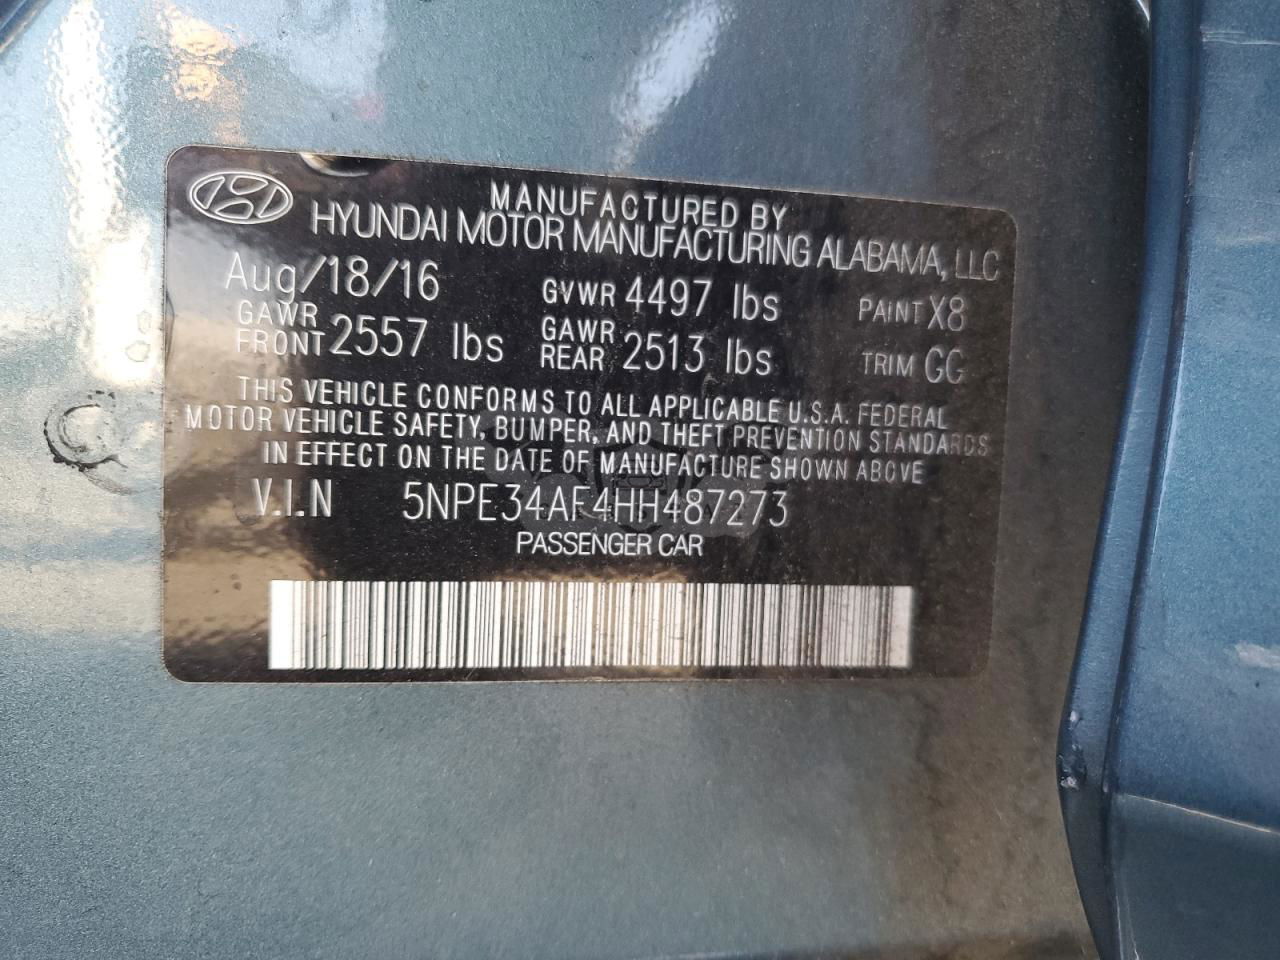 MANUFACTURED BY
HYUNDAI MOTOR MANUFACTURING ALABAMA, LLC
Aug/18/16 GVWR 4497 lbs PAINT X8
GAWR FRONT 2557 lbs GAWR REAR 2513 lbs TRIM GG
THIS VEHICLE CONFORMS TO ALL APPLICABLE U.S.A. FEDERAL
MOTOR VEHICLE SAFETY, BUMPER, AND THEFT PREVENTION STANDARDS
IN EFFECT ON THE DATE OF MANUFACTURE SHOWN ABOVE
V.I.N 5NPE34AF4HH487273
PASSENGER CAR